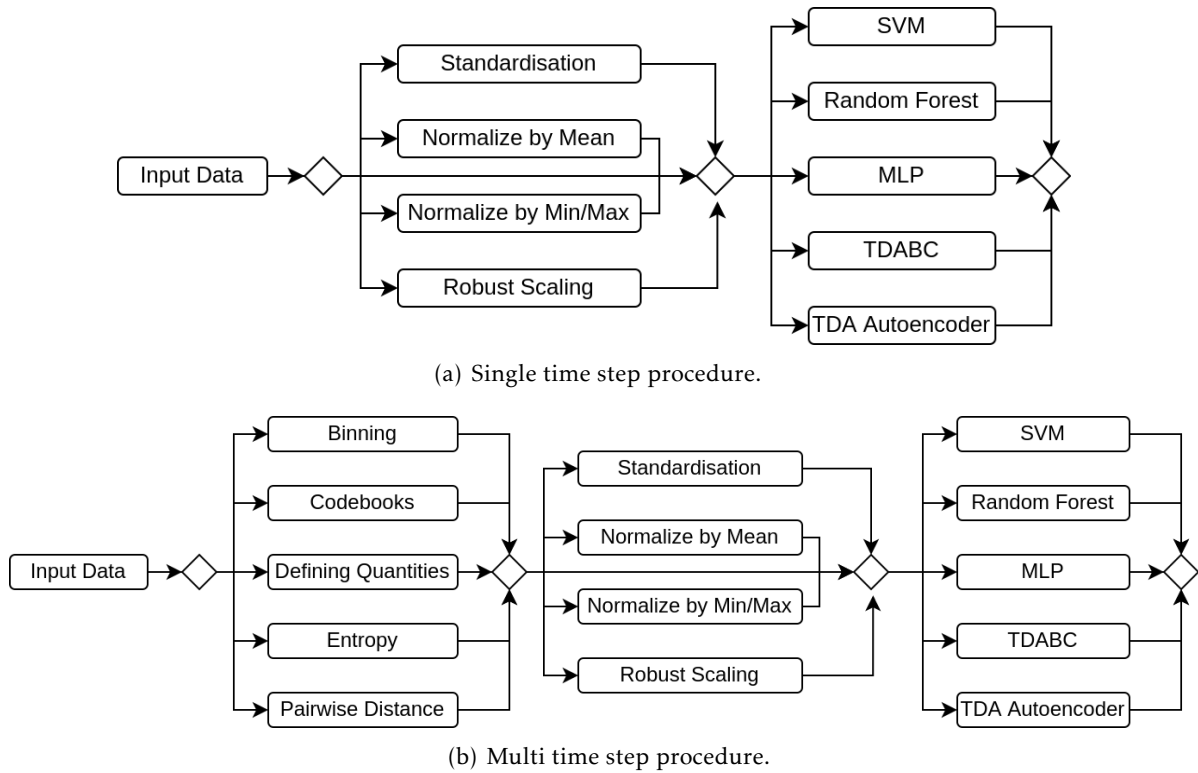 Input Data
Standardisation
Normalize by Mean
Normalize by Min/Max
Robust Scaling
SVM
Random Forest
MLP
TDABC
TDA Autoencoder
(a) Single time step procedure.
Input Data
Binning
Codebooks
Defining Quantities
Entropy
Pairwise Distance
Standardisation
Normalize by Mean
Normalize by Min/Max
Robust Scaling
SVM
Random Forest
MLP
TDABC
TDA Autoencoder
(b) Multi time step procedure.